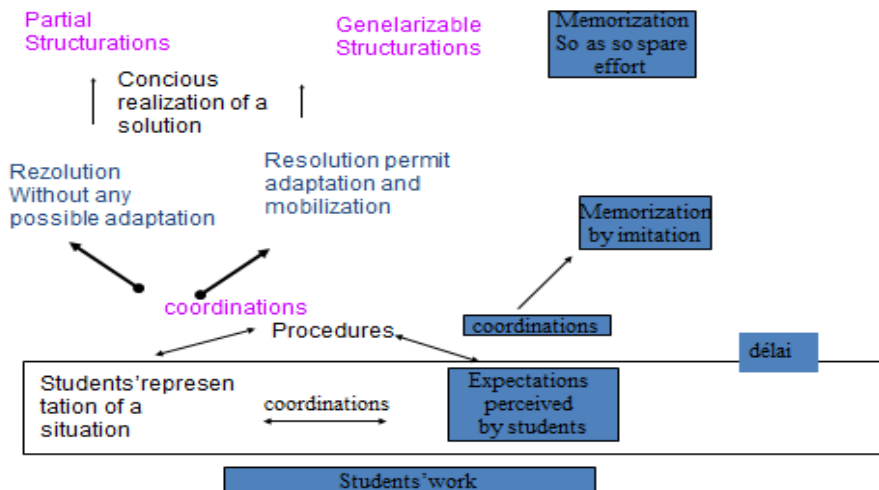 Partial
Structurations
Genelarizable
Structurations
Memorization
So as so spare
effort
Concious
realization of a
solution
Rezolution
Without any
possible adaptation
Resolution permit
adaptation and
mobilization
Memorization
by imitation
coordinations
Procedures
coordinations
délai
Students'represen
tation of a
situation
coordinations
Expectations
perceived
by students
Students'work